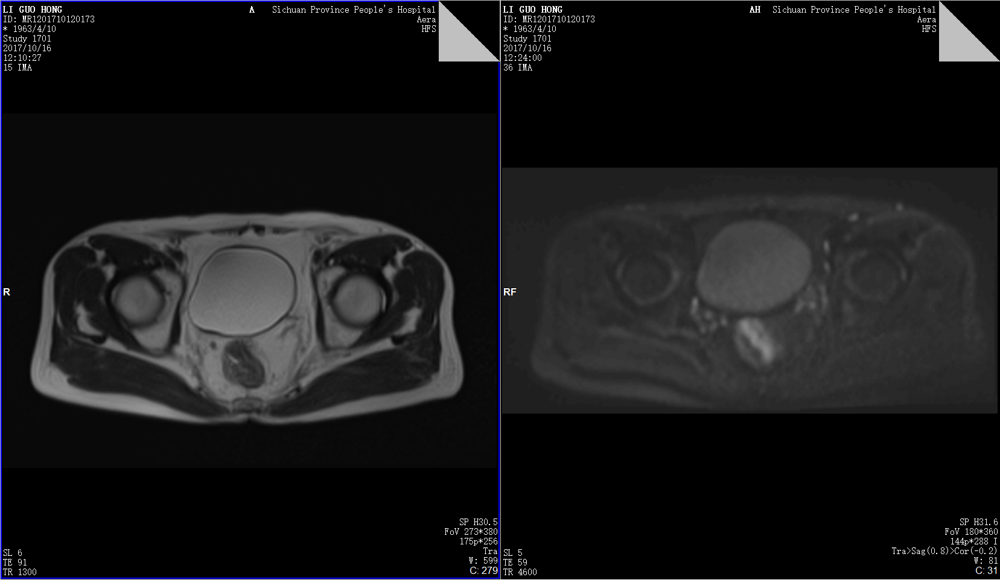 LI GUO HONG
ID: MR1201710120173
* 1963/4/10
Study 1701
2017/10/16
12:10:27
15 IMA
A
Sichuan Province People's Hospital
Aera
HFS
R
SP H30.5
FoV 273*380
175p*256
Tra
W: 599
C: 279
SL 6
TE 91
TR 1300
LI GUO HONG
ID: MR1201710120173
* 1963/4/10
Study 1701
2017/10/16
12:24:00
36 IMA
AH
Sichuan Province People's Hospital
Aera
HFS
RF
SP H31.6
FoV 180*360
144p*288 I
Tra>Sag(0.8)>Cor(-0.2)
W: 81
C: 31
SL 5
TE 59
TR 4600